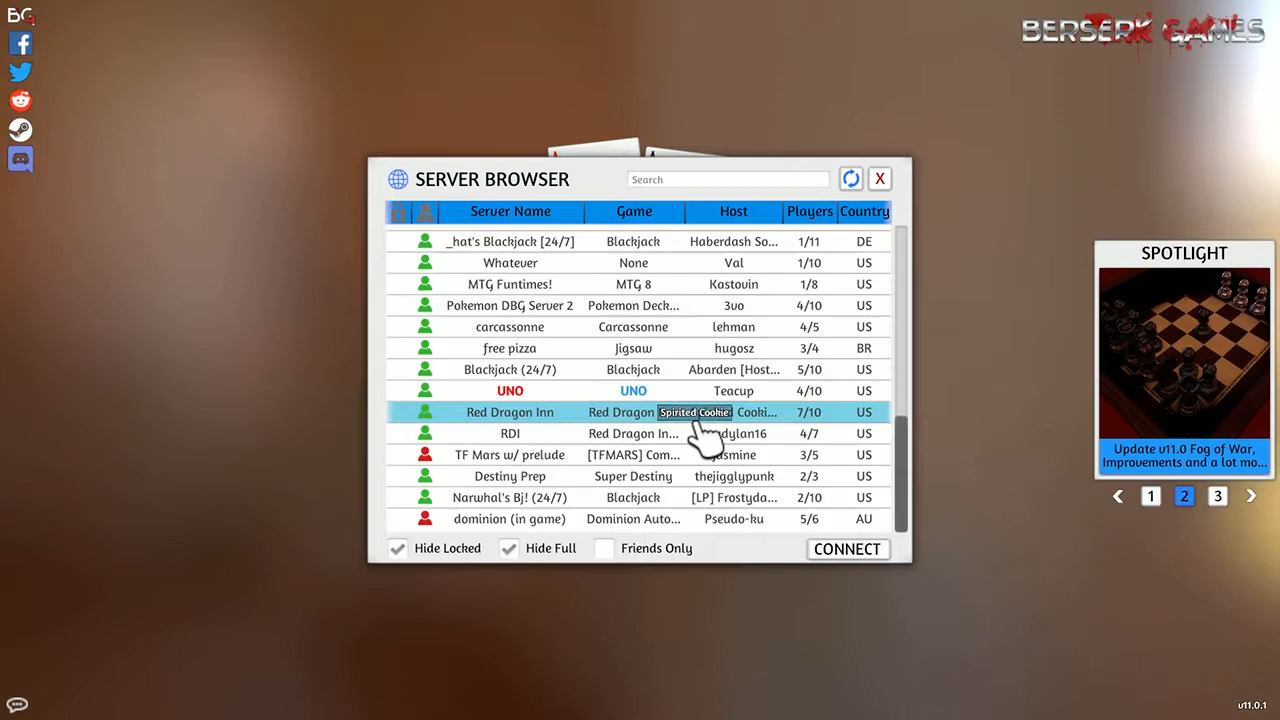 BG
BERSERK GAMES
SERVER BROWSER
Search
X
Server Name Game Host Players Country
_hat's Blackjack [24/7] Blackjack Haberdash So... 1/11 DE
Whatever None Val 1/10 US
MTG Funtimes! MTG 8 Kastovin 1/8 US
Pokemon DBG Server 2 Pokemon Deck... 3vo 4/10 US
carcassonne Carcassonne lehman 4/5 US
free pizza Jigsaw hugosz 3/4 BR
Blackjack (24/7) Blackjack Abarden [Host... 5/10 US
UNO UNO Teacup 4/10 US
Red Dragon Inn Red Dragon Spirited Cookie Cooki... 7/10 US
RDI Red Dragon In... dylan16 4/7 US
TF Mars w/ prelude [TFMARS] Com... 3/5 US
Destiny Prep Super Destiny thejigglypunk 2/3 US
Narwhal's Bj! (24/7) Blackjack [LP] Frostyda... 2/10 US
dominion (in game) Dominion Auto... Pseudo-ku 5/6 AU
Hide Locked Hide Full Friends Only CONNECT
SPOTLIGHT
Update v11.0 Fog of War,
Improvements and a lot mo...
1 2 3
v11.0.1